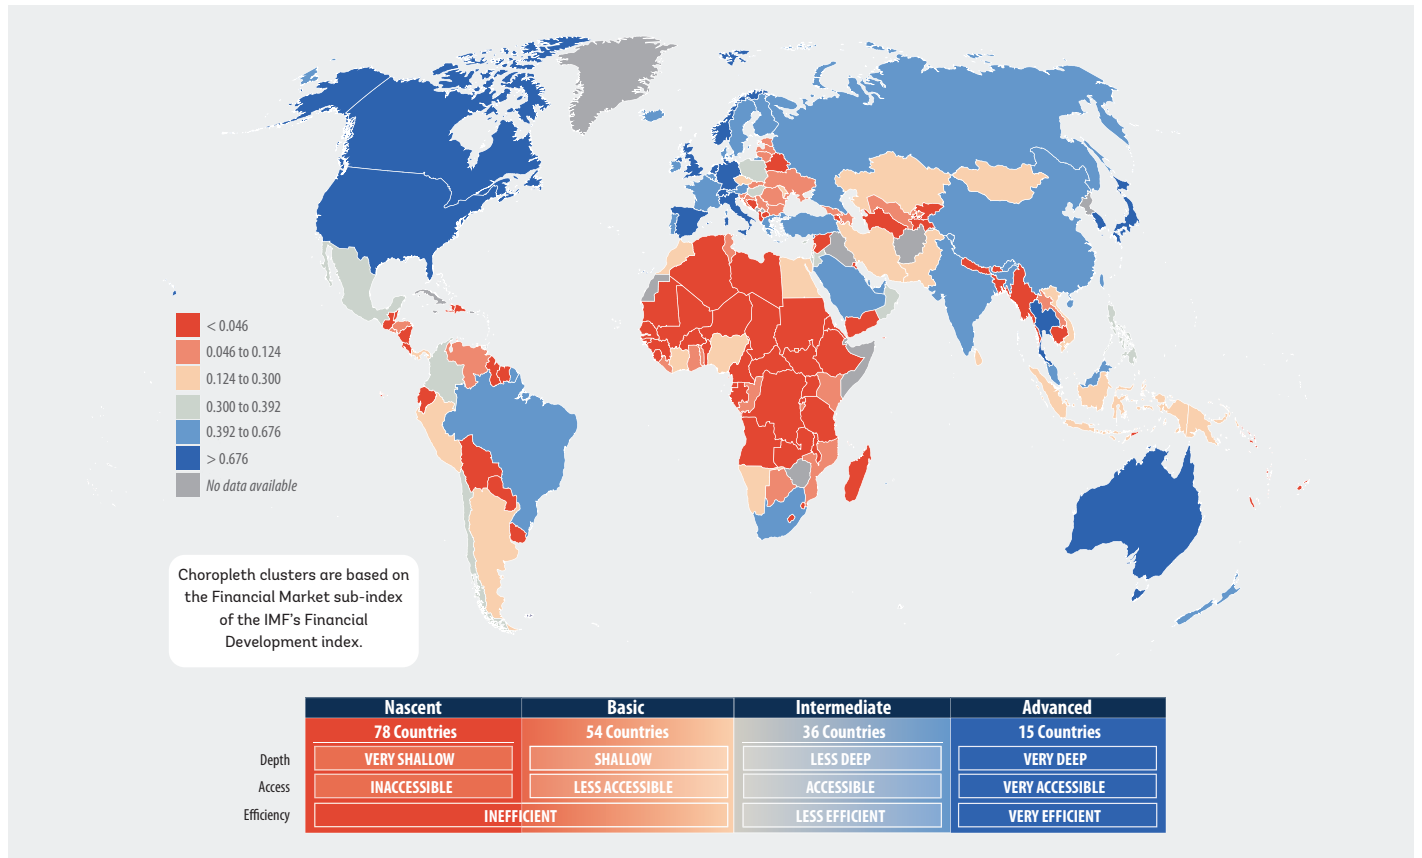 < 0.046
0.046 to 0.124
0.124 to 0.300
0.300 to 0.392
0.392 to 0.676
> 0.676
No data available
Choropleth clusters are based on
the Financial Market sub-index
of the IMF’s Financial
Development index.
Nascent Basic Intermediate Advanced
78 Countries 54 Countries 36 Countries 15 Countries
Depth VERY SHALLOW SHALLOW LESS DEEP VERY DEEP
Access INACCESSIBLE LESS ACCESSIBLE ACCESSIBLE VERY ACCESSIBLE
Efficiency INEFFICIENT LESS EFFICIENT VERY EFFICIENT